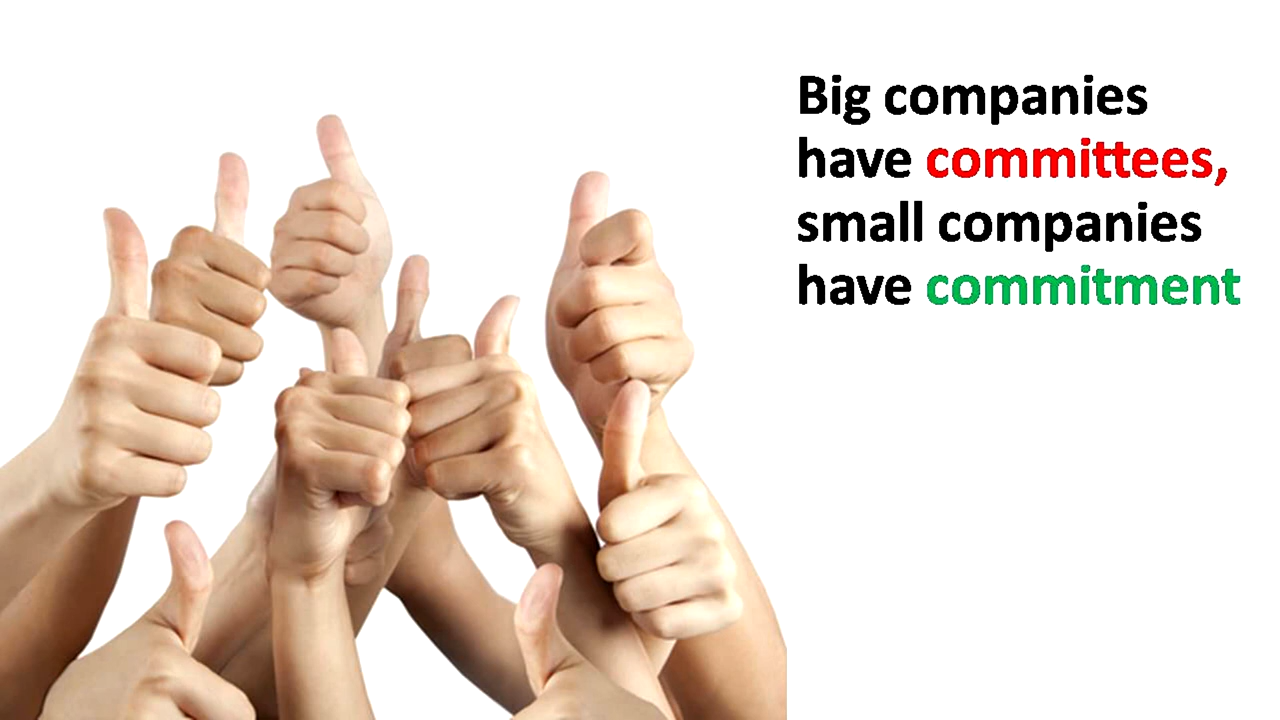 Big companies
have committees,
small companies
have commitment